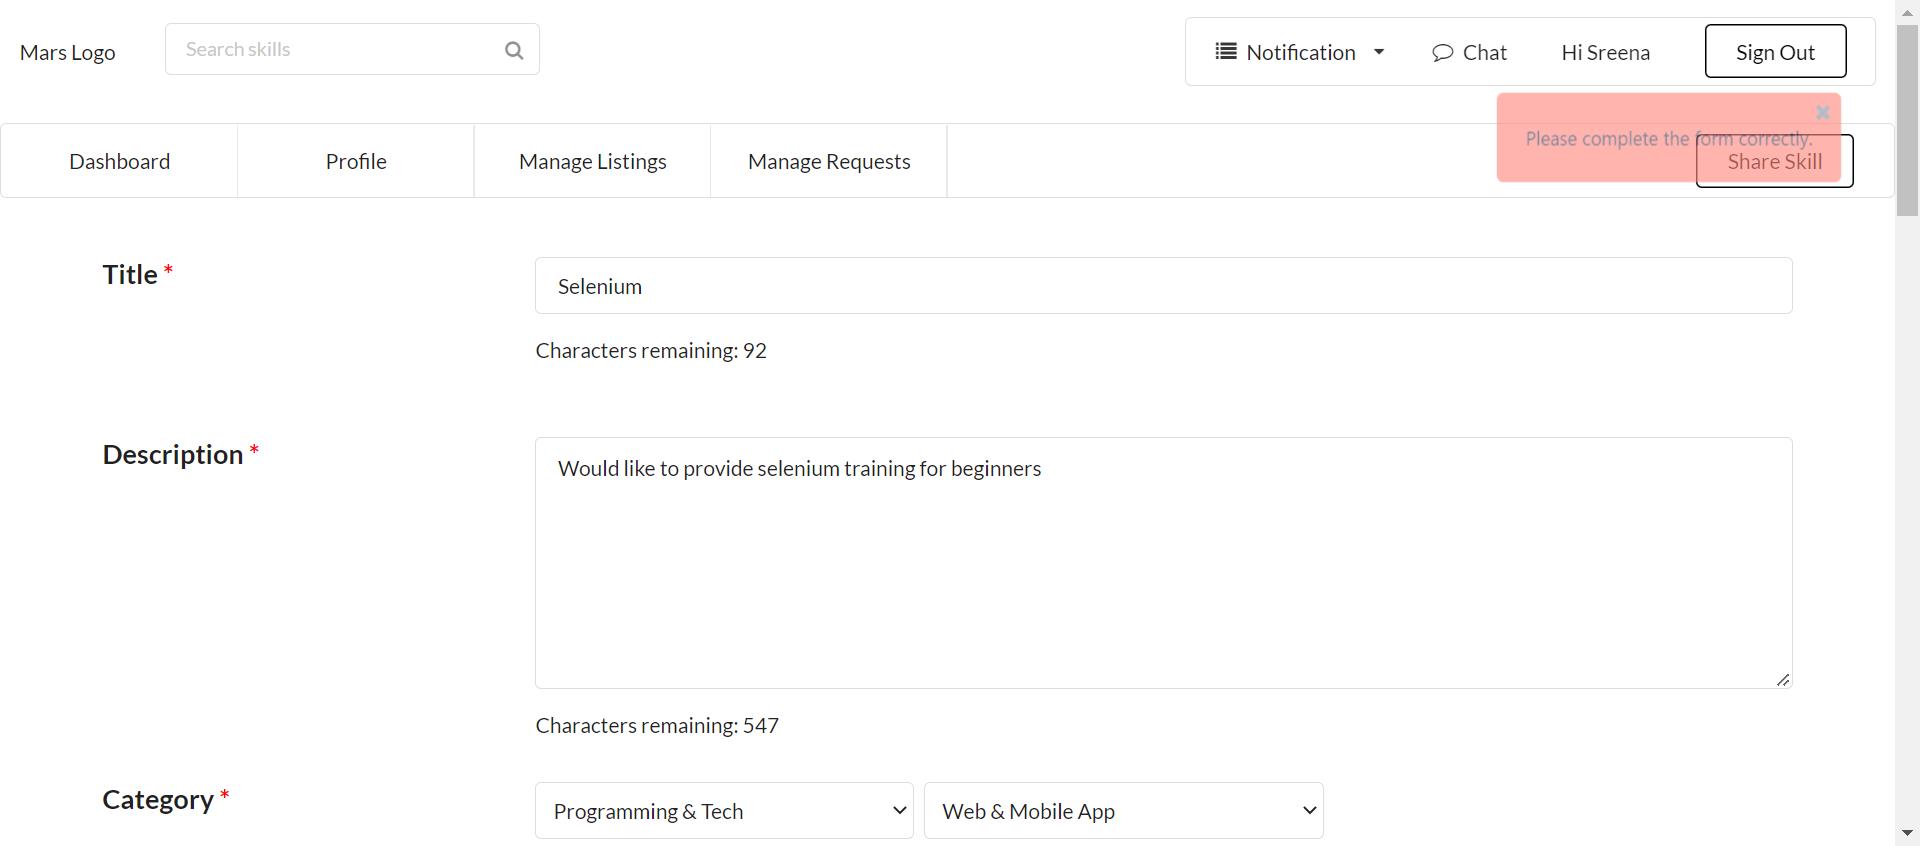 Mars Logo
Search skills
Notification
Chat
Hi Sreena
Sign Out
Please complete the form correctly.
Dashboard
Profile
Manage Listings
Manage Requests
Share Skill
Title *
Selenium
Characters remaining: 92
Description *
Would like to provide selenium training for beginners
Characters remaining: 547
Category *
Programming & Tech
Web & Mobile App